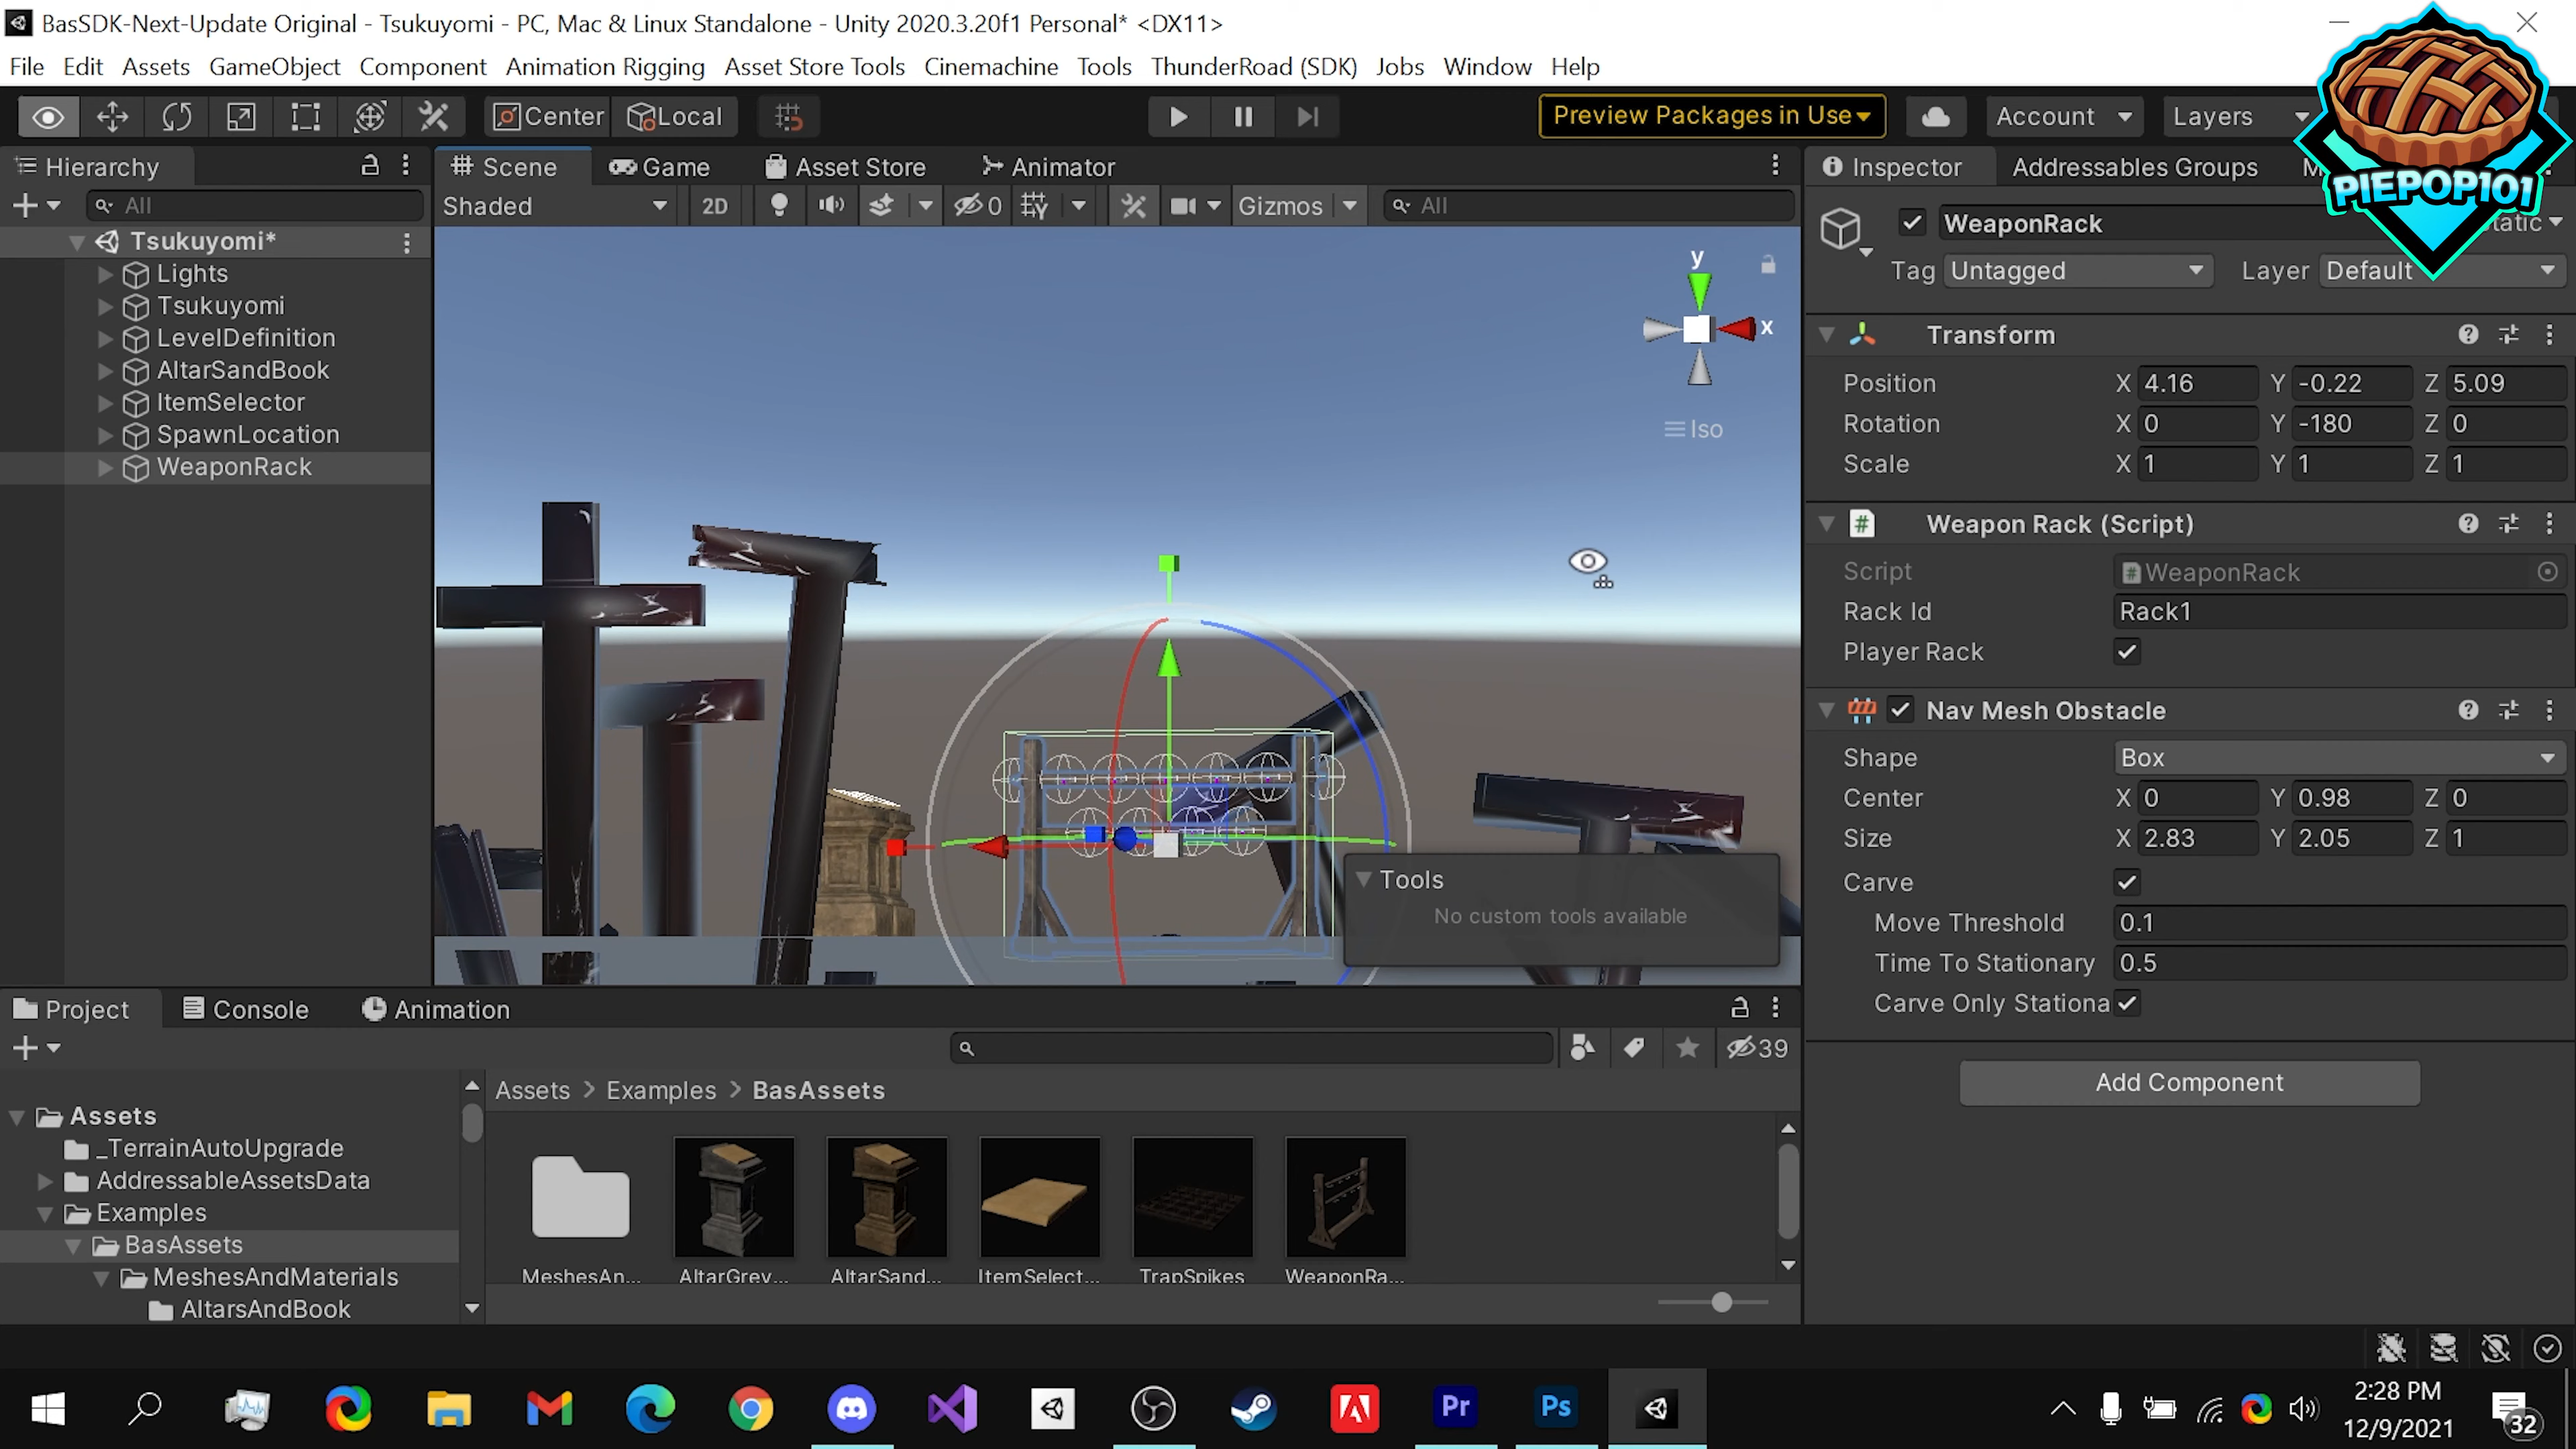 BasSDK-Next-Update Original - Tsukuyomi - PC, Mac & Linux Standalone - Unity 2020.3.20f1 Personal* <DX11>
File Edit Assets GameObject Component Animation Rigging Asset Store Tools Cinemachine Tools ThunderRoad (SDK) Jobs Window Help
Center Local Preview Packages in Use Account Layers
PIEPOP101
Hierarchy
All
Tsukuyomi*
Lights
Tsukuyomi
LevelDefinition
AltarSandBook
ItemSelector
SpawnLocation
WeaponRack
Scene Game Asset Store Animator
Shaded 2D 0 Gizmos All
y
x
Iso
Tools
No custom tools available
Inspector Addressables Groups
WeaponRack
Tag Untagged Layer Default
Transform
Position X 4.16 Y -0.22 Z 5.09
Rotation X 0 Y -180 Z 0
Scale X 1 Y 1 Z 1
# Weapon Rack (Script)
Script # WeaponRack
Rack Id Rack1
Player Rack
Nav Mesh Obstacle
Shape Box
Center X 0 Y 0.98 Z 0
Size X 2.83 Y 2.05 Z 1
Carve
Move Threshold 0.1
Time To Stationary 0.5
Carve Only Stationa
Add Component
Project Console Animation
39
Assets
_TerrainAutoUpgrade
AddressableAssetsData
Examples
BasAssets
MeshesAndMaterials
AltarsAndBook
Assets > Examples > BasAssets
MeshesAn... AltarGrey... AltarSand... ItemSelect... TrapSpikes WeaponRa...
Pr Ps
2:28 PM
12/9/2021
32